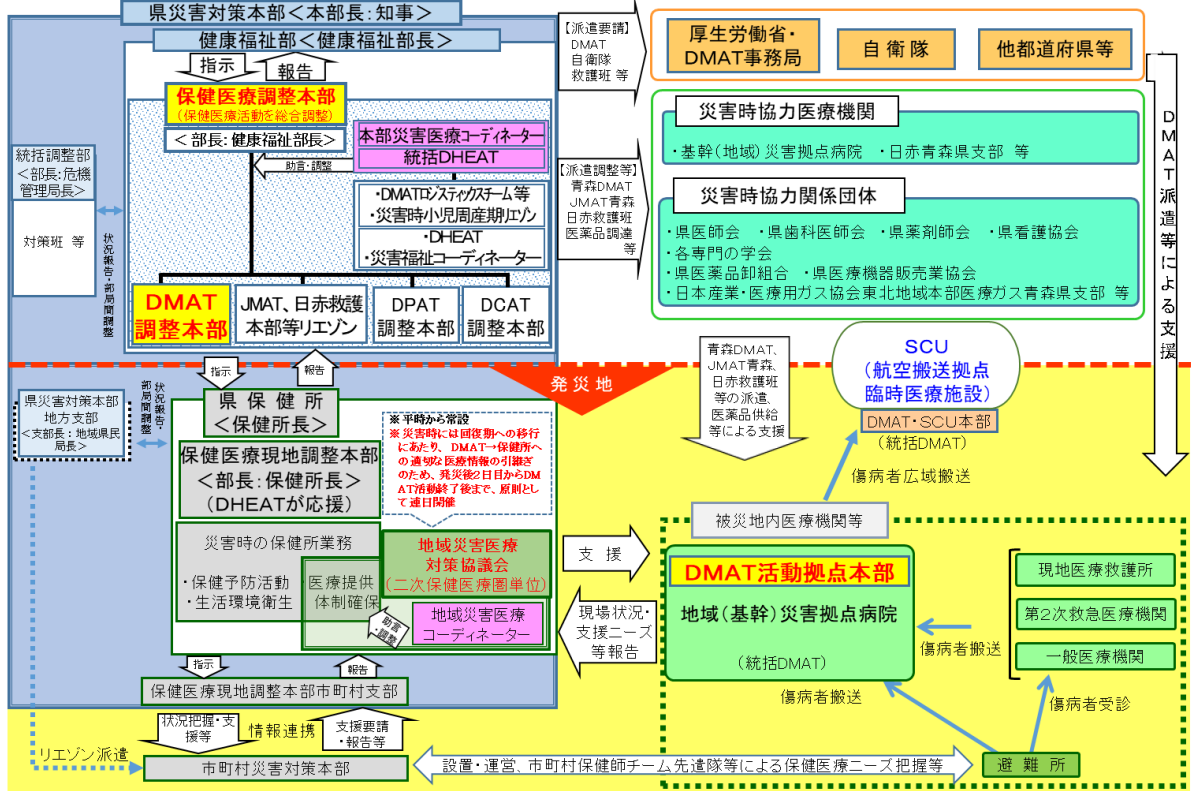 県災害対策本部＜本部長：知事＞
健康福祉部＜健康福祉部長＞
指示
報告
保健医療調整本部
（保健医療活動を総合調整）
＜部長：健康福祉部長＞
本部災害医療コーディネーター
統括DHEAT
助言・調整
・DMATロジスティックスチーム等
・災害時小児周産期リエゾン
・DHEAT
・災害福祉コーディネーター
統括調整部
＜部長：危機
管理局長＞
対策班 等
状況報告・部局間調整
DMAT
調整本部
JMAT、日赤救護
本部等リエゾン
DPAT
調整本部
DCAT
調整本部
【派遣要請】
DMAT
自衛隊
救護班 等
厚生労働省・
DMAT事務局
自衛隊
他都道府県等
【派遣調整等】
青森DMAT
JMAT青森
日赤救護班
医薬品調達
等
災害時協力医療機関
・基幹（地域）災害拠点病院　・日赤青森県支部 等
災害時協力関係団体
・県医師会　・県歯科医師会　・県薬剤師会　・県看護協会
・各専門の学会
・県医薬品卸組合　・県医療機器販売業協会
・日本産業・医療用ガス協会東北地域本部医療ガス青森県支部 等
DMAT派遣等による支援
指示
報告
発災地
青森DMAT、
JMAT青森、
日赤救護班
等の派遣、
医薬品供給
等による支援
SCU
（航空搬送拠点
臨時医療施設）
DMAT・SCU本部
（統括DMAT）
傷病者広域搬送
県災害対策本部
地方支部
＜支部長：地域県民
局長＞
状況報告・
部局間調整
県保健所
＜保健所長＞
保健医療現地調整本部
＜部長：保健所長＞
（DHEATが応援）
※ 平時から常設
※ 災害時には回復期への移行
にあたり、DMAT→保健所へ
の適切な医療情報の引継ぎ
のため、発災後2日目からDM
AT活動終了後まで、原則とし
て連日開催
災害時の保健所業務
・保健予防活動
・生活環境衛生
・医療提供
体制確保
地域災害医療
対策協議会
（二次保健医療圏単位）
地域災害医療
コーディネーター
助言・調整
支 援
現場状況・
支援ニーズ
等報告
被災地内医療機関等
DMAT活動拠点本部
地域（基幹）災害拠点病院
（統括DMAT）
傷病者搬送
傷病者搬送
現地医療救護所
第2次救急医療機関
一般医療機関
傷病者受診
指示
報告
保健医療現地調整本部市町村支部
状況把握・支
援等
情報連携
支援要請
・報告等
リエゾン派遣
市町村災害対策本部
設置・運営、市町村保健師チーム先遣隊等による保健医療ニーズ把握等
避 難 所